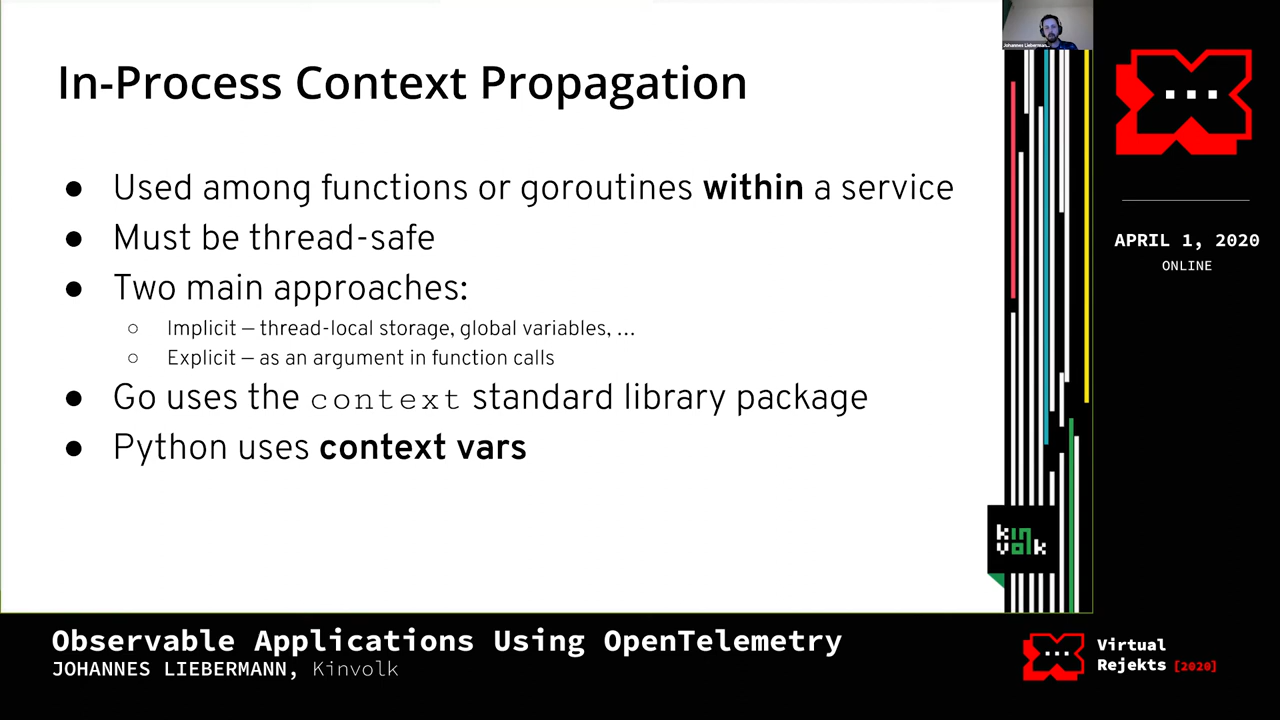 In-Process Context Propagation
● Used among functions or goroutines within a service
● Must be thread-safe
● Two main approaches:
○ Implicit – thread-local storage, global variables, …
○ Explicit – as an argument in function calls
● Go uses the context standard library package
● Python uses context vars
Johannes Lieberman...
APRIL 1, 2020
ONLINE
kin
volk
Observable Applications Using OpenTelemetry
JOHANNES LIEBERMANN, Kinvolk
Virtual
Rejekts [2020]